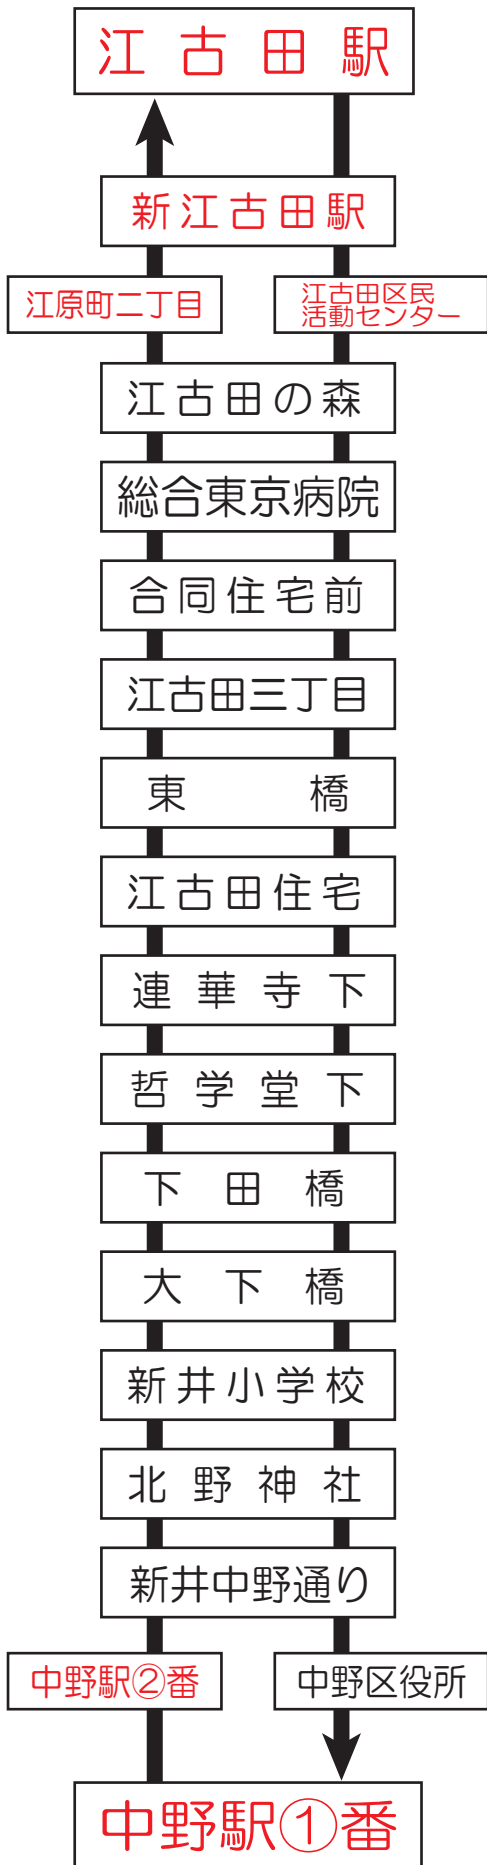 江古田駅
新江古田駅
江原町二丁目
江古田区民
活動センター
江古田の森
総合東京病院
合同住宅前
江古田三丁目
東橋
江古田住宅
連華寺下
哲学堂下
下田橋
大下橋
新井小学校
北野神社
新井中野通り
中野駅②番
中野区役所
中野駅①番